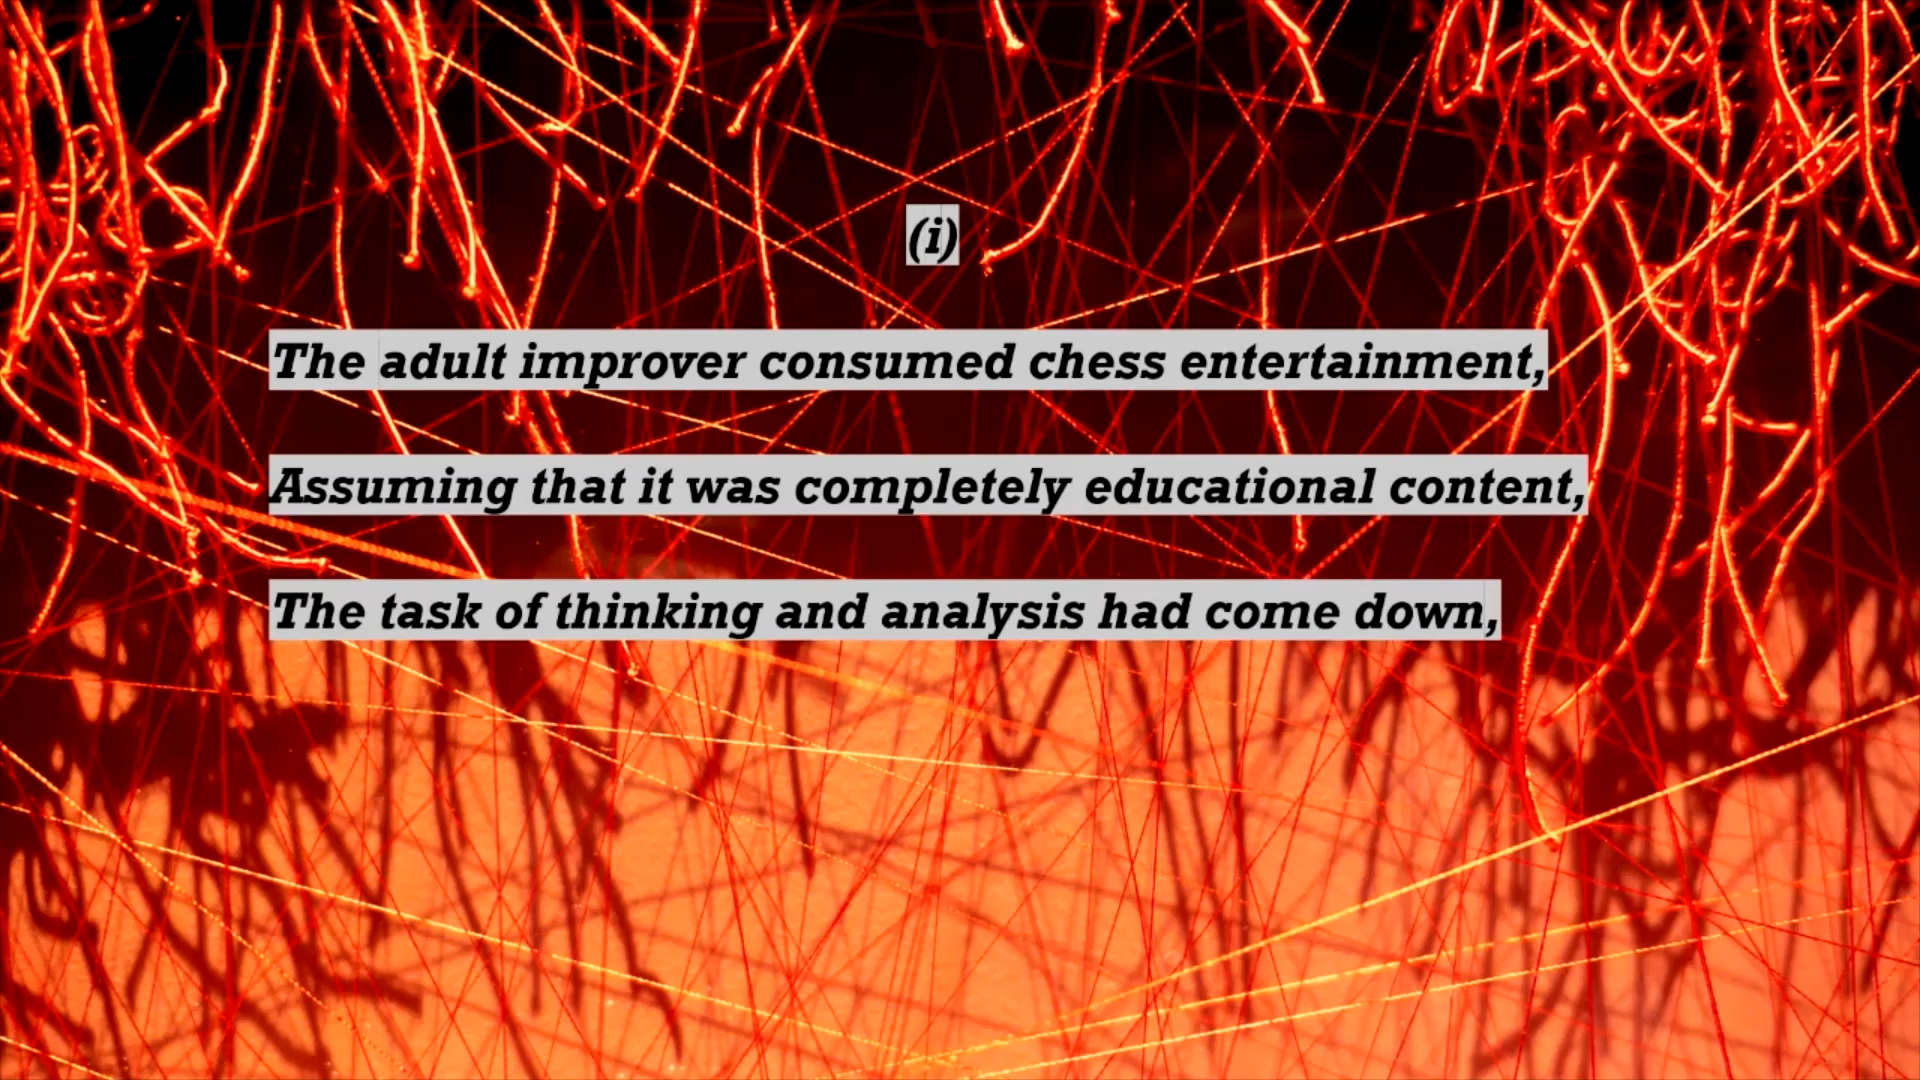 (i)
The adult improver consumed chess entertainment,
Assuming that it was completely educational content,
The task of thinking and analysis had come down,